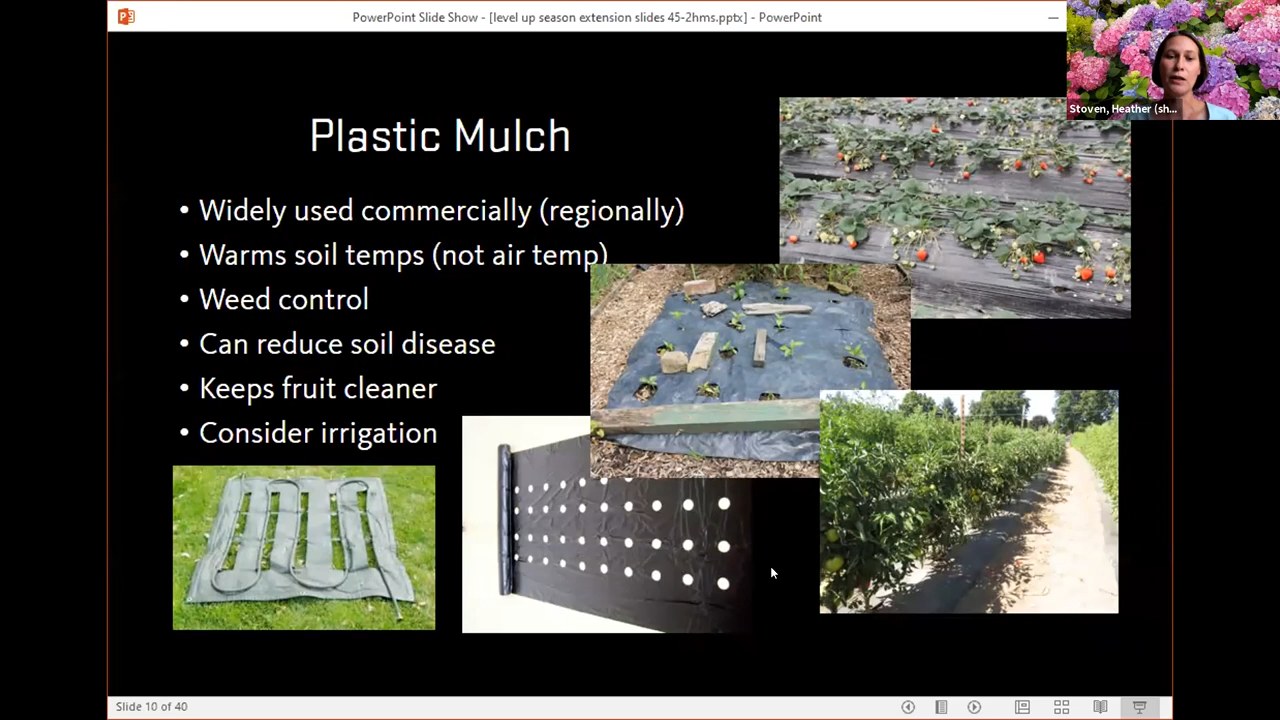 PowerPoint Slide Show - [level up season extension slides 45-2hms.pptx] - PowerPoint
Stoven, Heather (sh...
Plastic Mulch
• Widely used commercially (regionally)
• Warms soil temps (not air temp)
• Weed control
• Can reduce soil disease
• Keeps fruit cleaner
• Consider irrigation
Slide 10 of 40